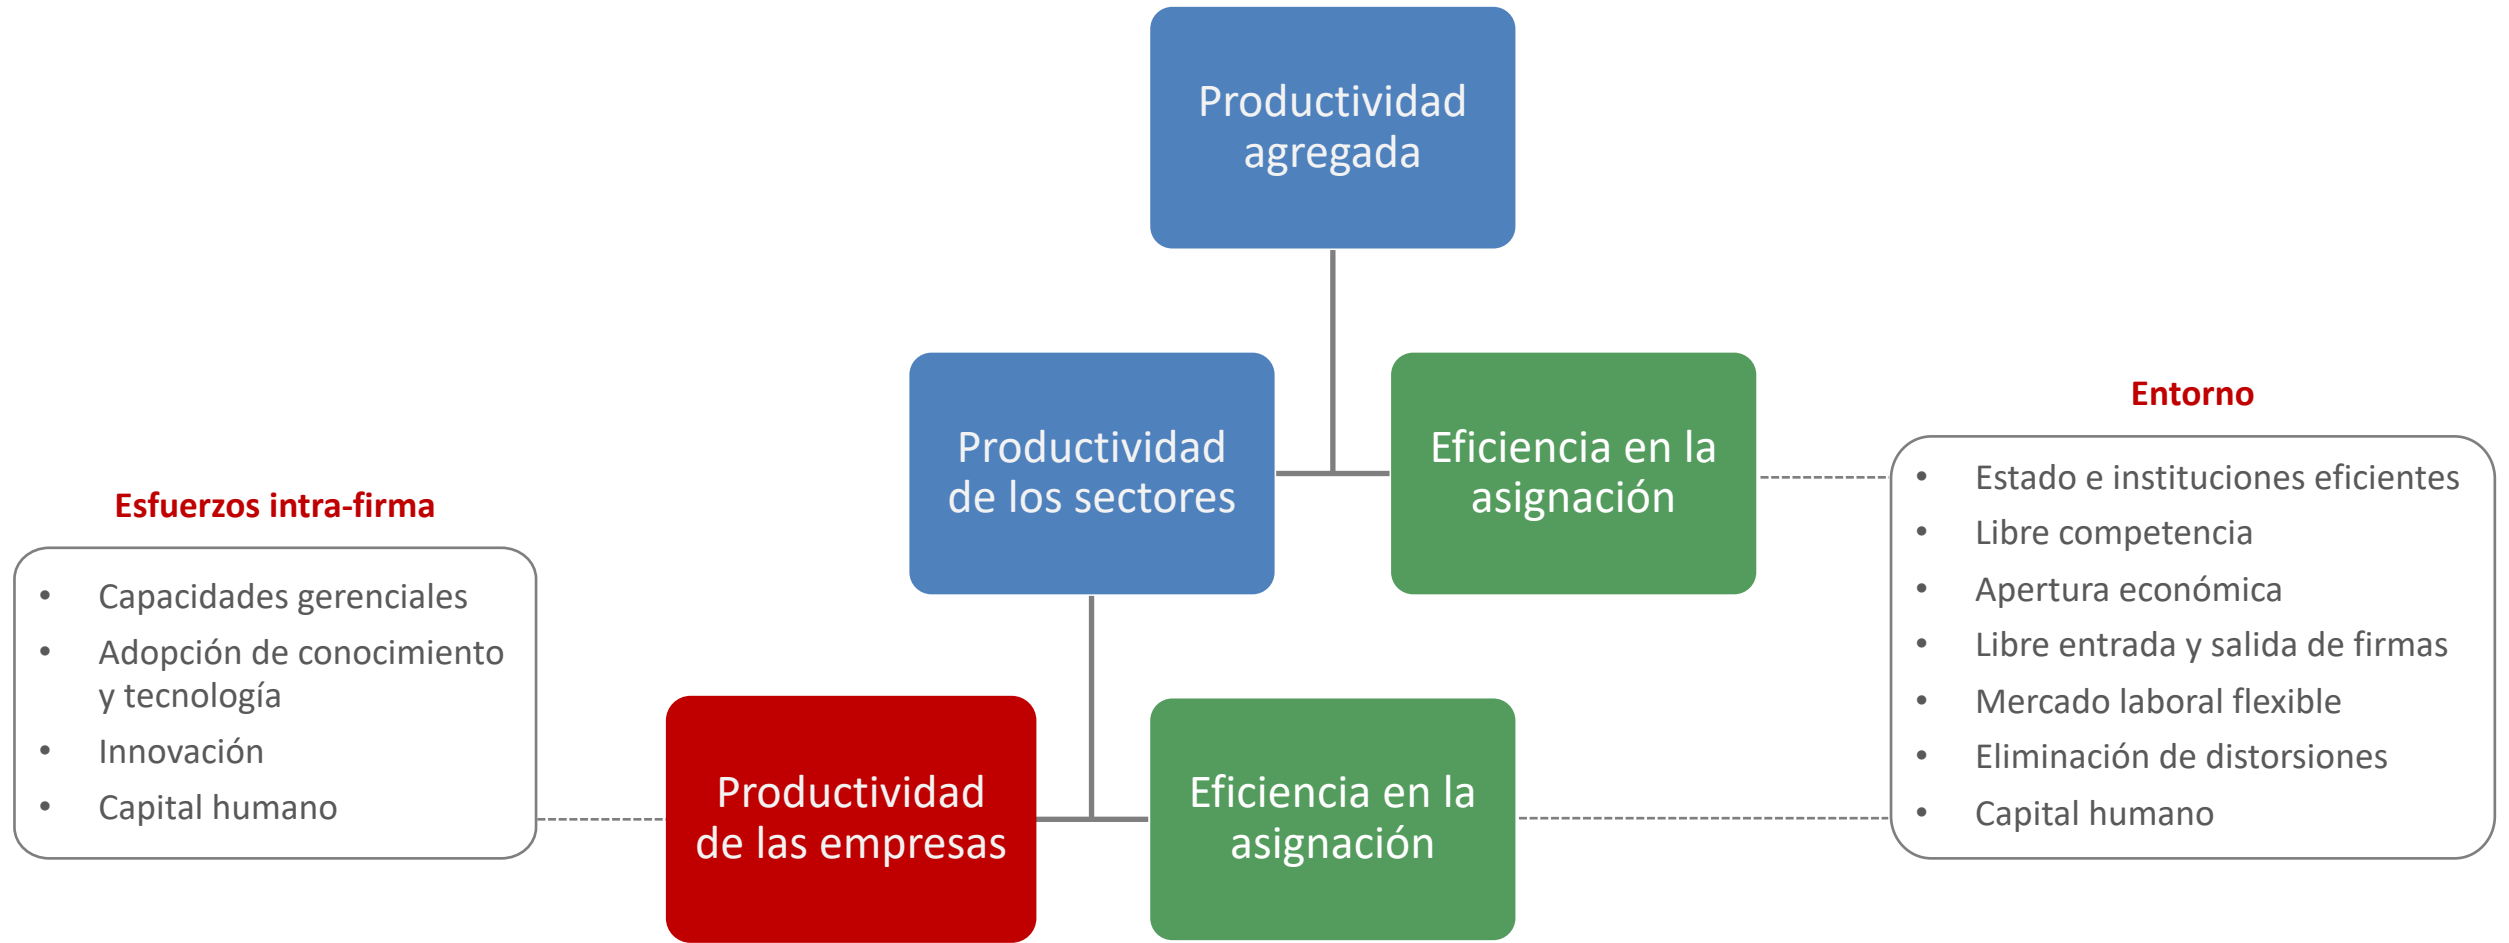 Productividad
agregada
Productividad
de los sectores
Eficiencia en la
asignación
Entorno
• Estado e instituciones eficientes
• Libre competencia
• Apertura económica
• Libre entrada y salida de firmas
• Mercado laboral flexible
• Eliminación de distorsiones
• Capital humano
Esfuerzos intra-firma
• Capacidades gerenciales
• Adopción de conocimiento
y tecnología
• Innovación
• Capital humano
Productividad
de las empresas
Eficiencia en la
asignación